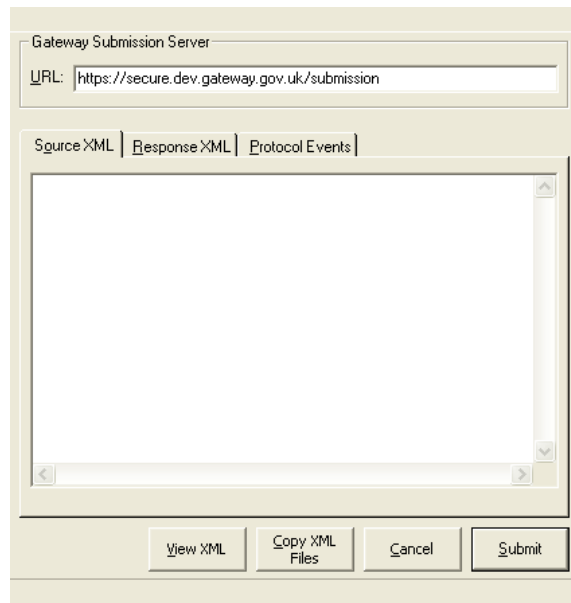 Gateway Submission Server
URL: https://secure.dev.gateway.gov.uk/submission
Source XML Response XML Protocol Events
View XML Copy XML Files Cancel Submit